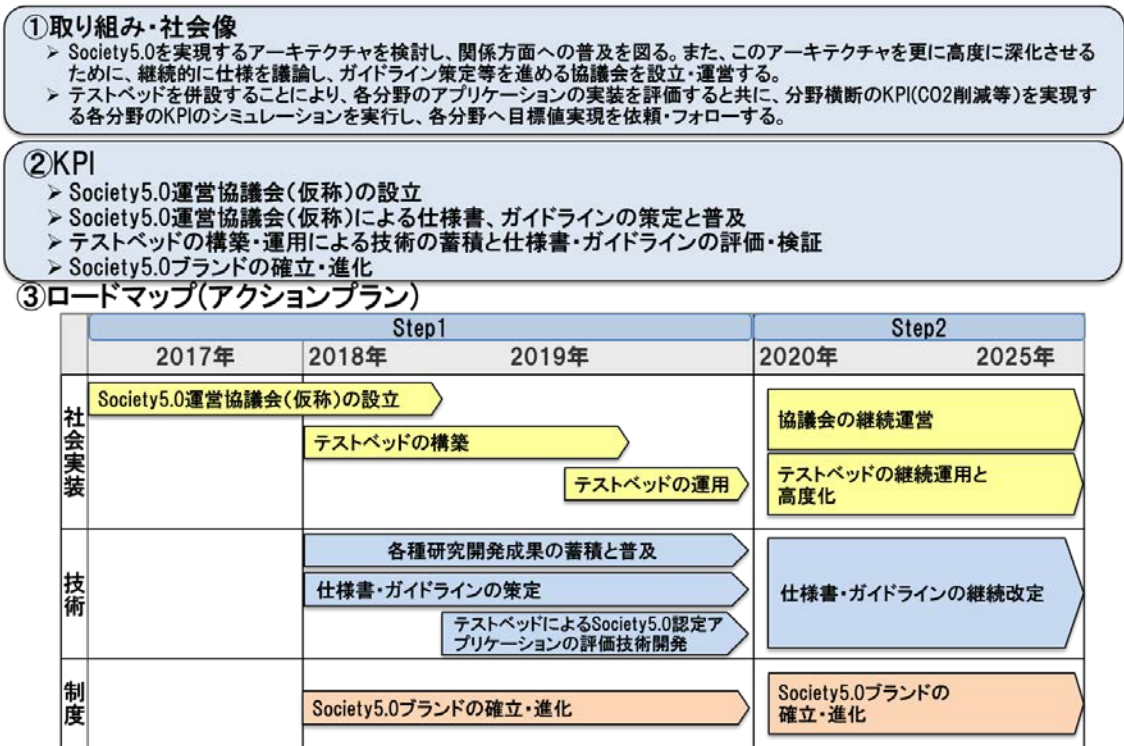 ①取り組み・社会像
➢ Society5.0を実現するアーキテクチャを検討し、関係方面への普及を図る。また、このアーキテクチャを更に高度に深化させる
ために、継続的に仕様を議論し、ガイドライン策定等を進める協議会を設立・運営する。
➢ テストベッドを併設することにより、各分野のアプリケーションの実装を評価すると共に、分野横断のKPI(CO2削減等)を実現す
る各分野のKPIのシミュレーションを実行し、各分野へ目標値実現を依頼・フォローする。
②KPI
➢ Society5.0運営協議会(仮称)の設立
➢ Society5.0運営協議会(仮称)による仕様書、ガイドラインの策定と普及
➢ テストベッドの構築・運用による技術の蓄積と仕様書・ガイドラインの評価・検証
➢ Society5.0ブランドの確立・進化
③ロードマップ(アクションプラン)
Step1
Step2
2017年
2018年
2019年
2020年
2025年
社会実装
Society5.0運営協議会(仮称)の設立
テストベッドの構築
テストベッドの運用
協議会の継続運営
テストベッドの継続運用と
高度化
技術
各種研究開発成果の蓄積と普及
仕様書・ガイドラインの策定
テストベッドによるSociety5.0認定ア
プリケーションの評価技術開発
仕様書・ガイドラインの継続改定
制度
Society5.0ブランドの確立・進化
Society5.0ブランドの
確立・進化